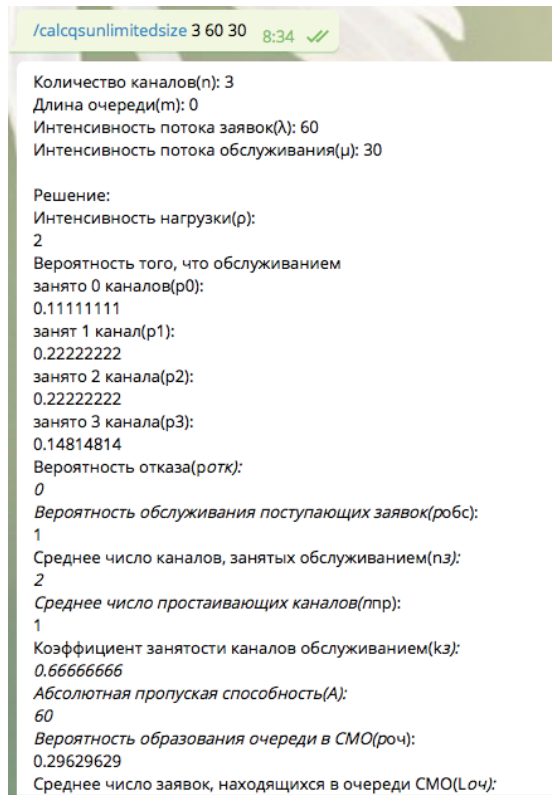 /calcqsunlimitedsize 3 60 30 8:34
Количество каналов(n): 3
Длина очереди(m): 0
Интенсивность потока заявок(λ): 60
Интенсивность потока обслуживания(μ): 30
Решение:
Интенсивность нагрузки(ρ):
2
Вероятность того, что обслуживанием
занято 0 каналов(p0):
0.11111111
занят 1 канал(p1):
0.22222222
занято 2 канала(p2):
0.22222222
занято 3 канала(p3):
0.14814814
Вероятность отказа(pотк):
0
Вероятность обслуживания поступающих заявок(pобс):
1
Среднее число каналов, занятых обслуживанием(nз):
2
Среднее число простаивающих каналов(nпр):
1
Коэффициент занятости каналов обслуживанием(kз):
0.66666666
Абсолютная пропуская способность(A):
60
Вероятность образования очереди в СМО(pоч):
0.29629629
Среднее число заявок, находящихся в очереди СМО(Lоч):